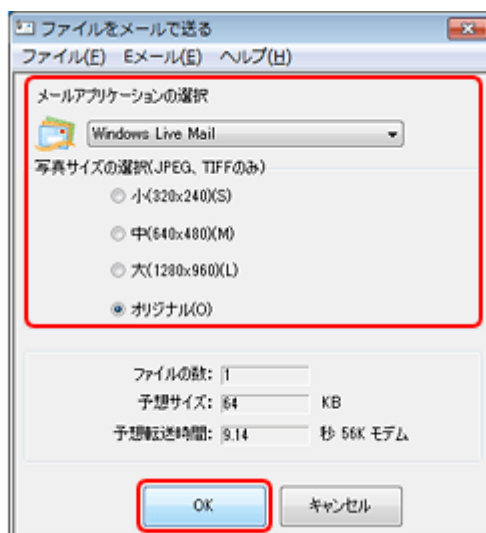 ファイルをメールで送る
ファイル(F) Eメール(E) ヘルプ(H)
メールアプリケーションの選択
Windows Live Mail
写真サイズの選択(JPEG、TIFFのみ)
小(320x240)(S)
中(640x480)(M)
大(1280x960)(L)
オリジナル(O)
ファイルの数: 1
予想サイズ: 64 KB
予想転送時間: 9.14 秒 56K モデム
OK キャンセル